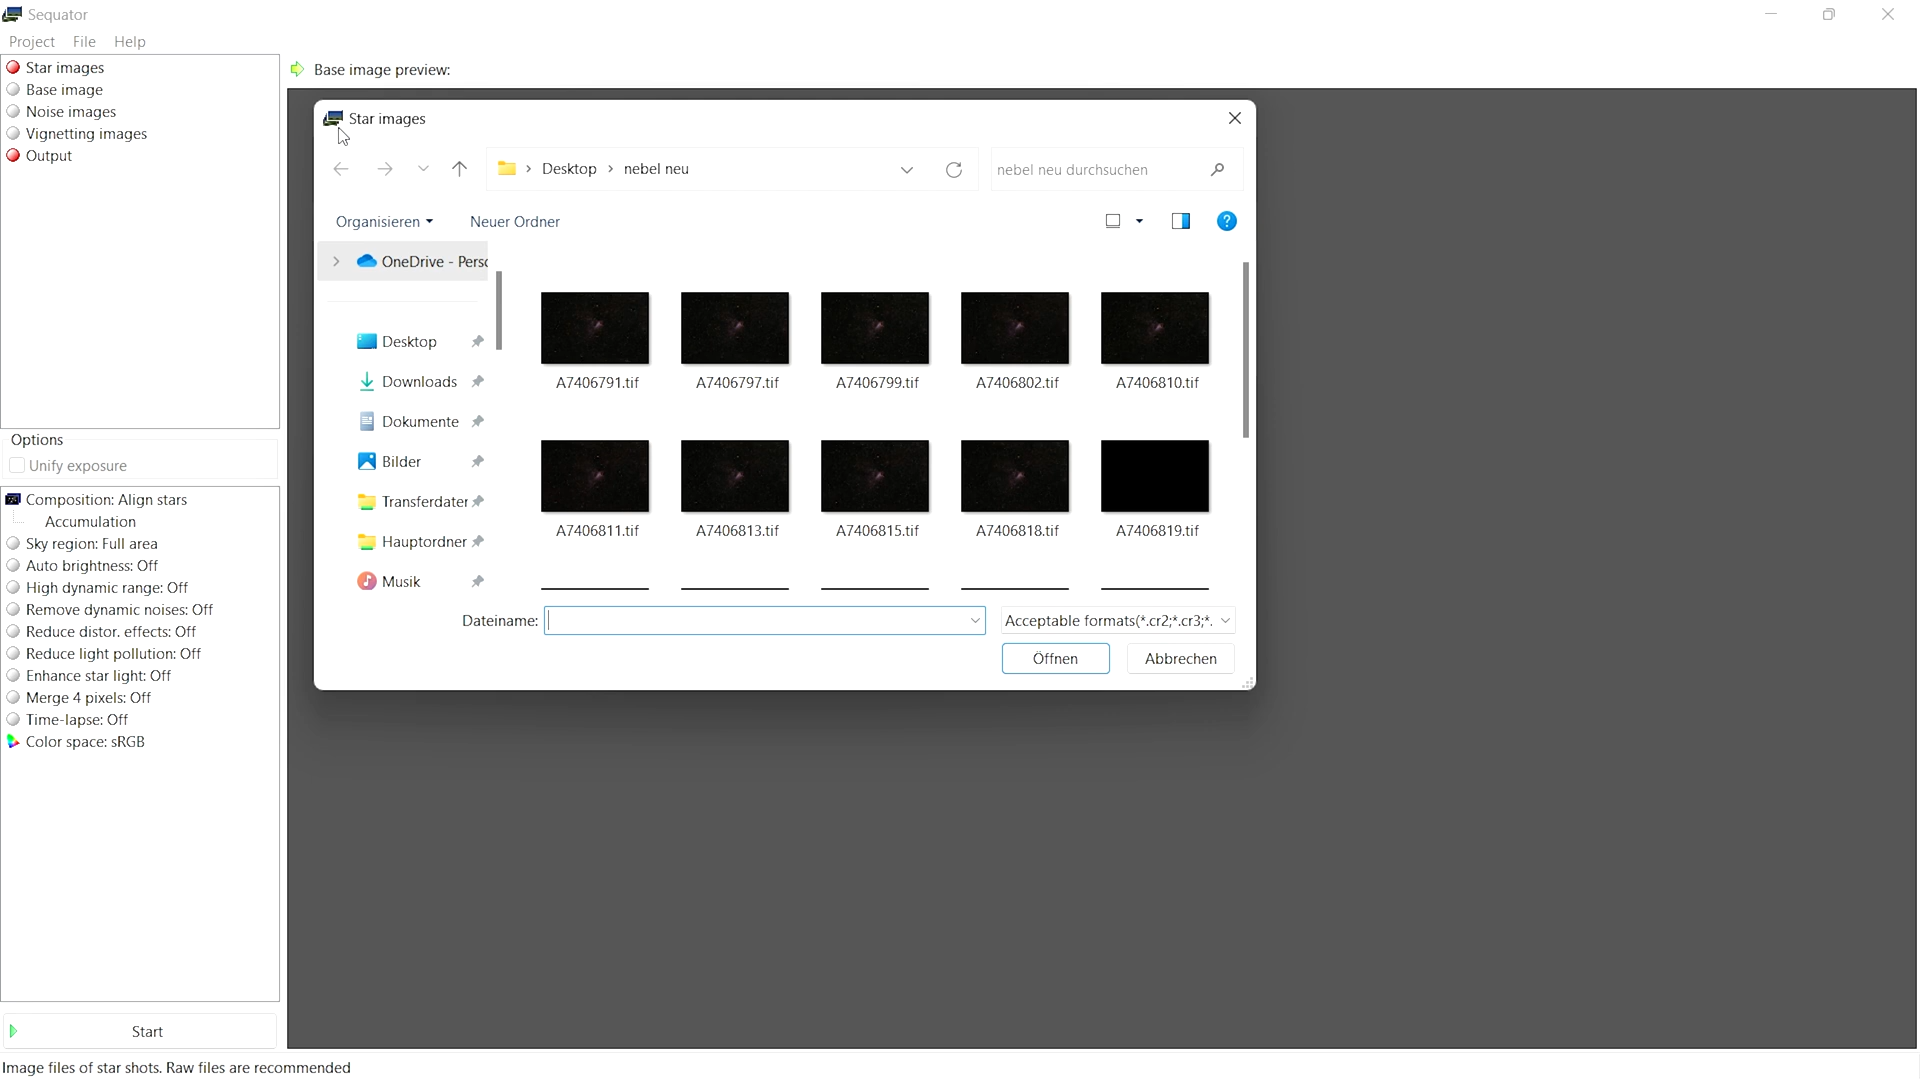 Sequator
Project File Help
Star images
Base image
Noise images
Vignetting images
Output
Options
Unify exposure
Composition: Align stars
Accumulation
Sky region: Full area
Auto brightness: Off
High dynamic range: Off
Remove dynamic noises: Off
Reduce distor. effects: Off
Reduce light pollution: Off
Enhance star light: Off
Merge 4 pixels: Off
Time-lapse: Off
Color space: sRGB
Start
Image files of star shots. Raw files are recommended
Base image preview:
Star images
Desktop nebel neu
nebel neu durchsuchen
Organisieren Neuer Ordner
OneDrive - Perso
Desktop
Downloads
Dokumente
Bilder
Transferdaten
Hauptordner
Musik
A7406791.tif A7406797.tif A7406799.tif A7406802.tif A7406810.tif
A7406811.tif A7406813.tif A7406815.tif A7406818.tif A7406819.tif
Dateiname: Acceptable formats(*.cr2;*.cr3;*.
Öffnen Abbrechen